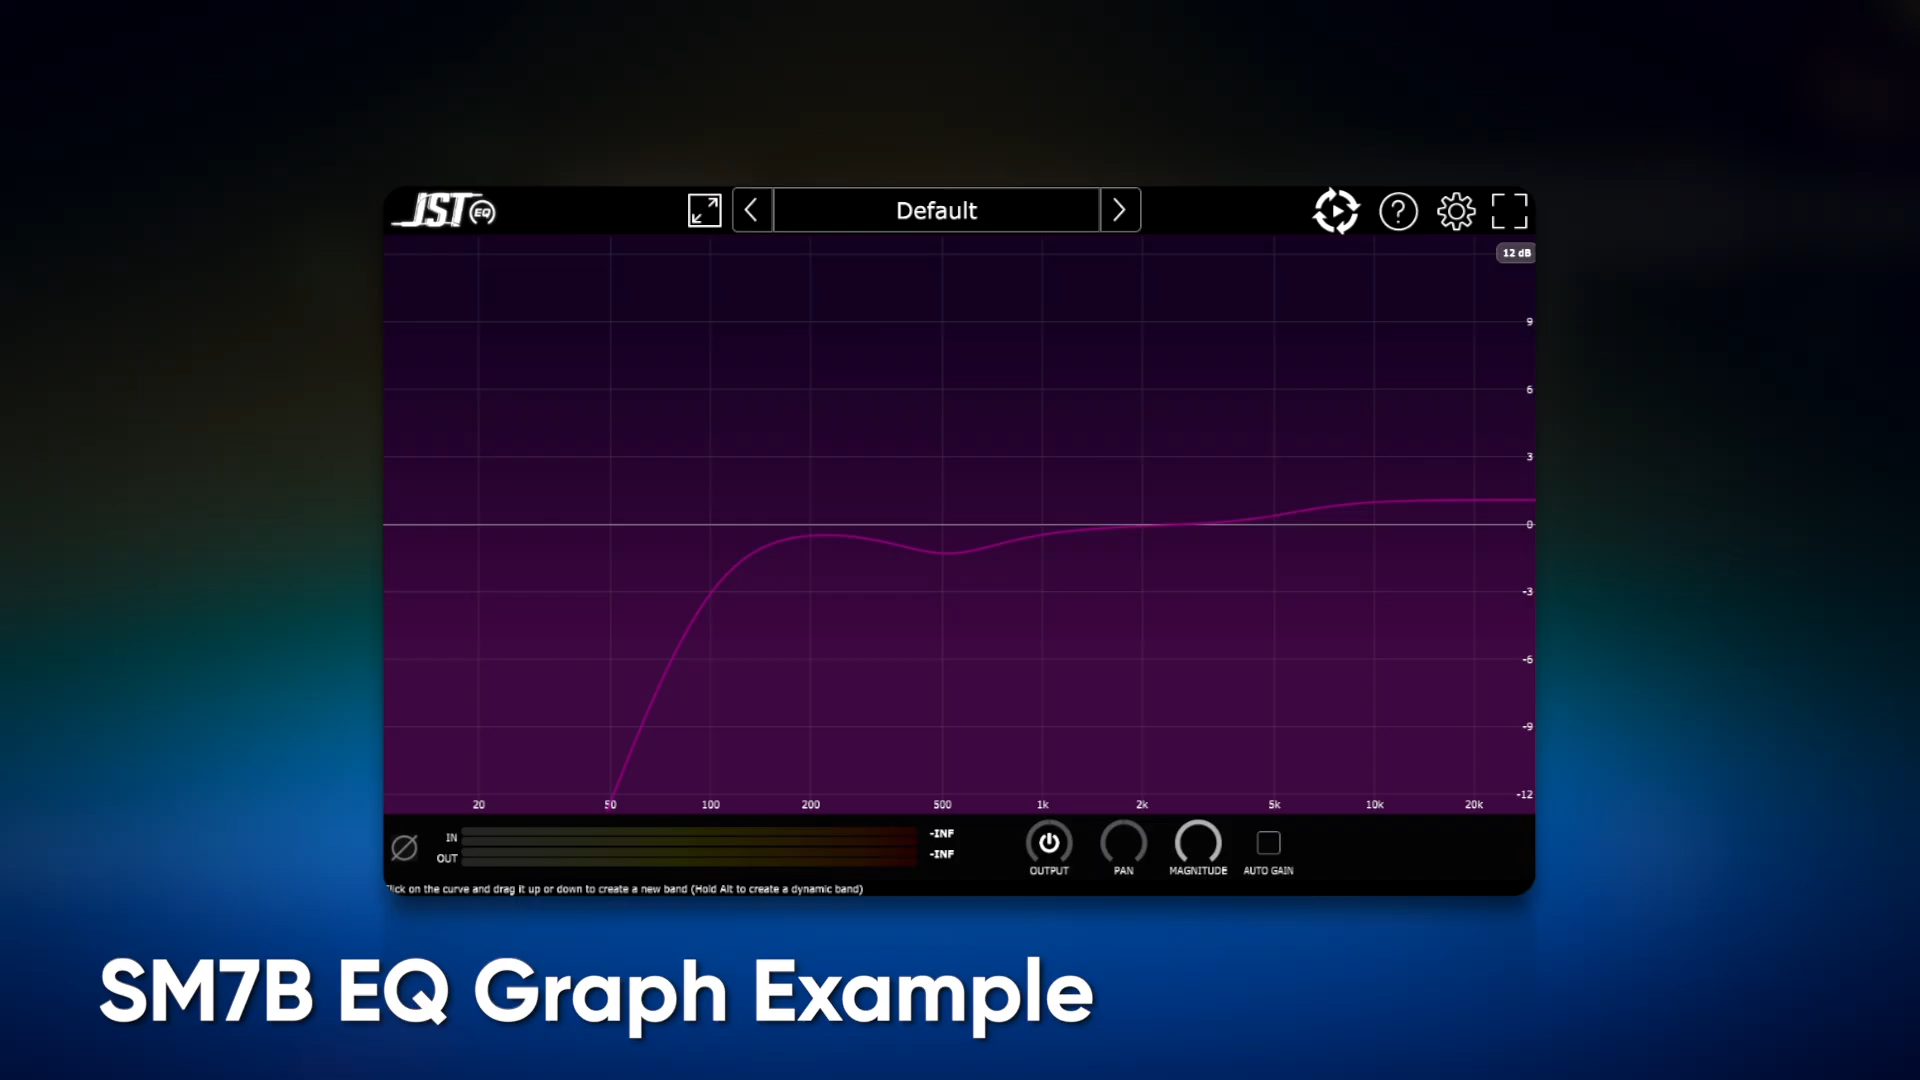 JST EQ
Default
12 dB
9
6
3
0
-3
-6
-9
-12
20 50 100 200 500 1k 2k 5k 10k 20k
IN -INF
OUT -INF
OUTPUT PAN MAGNITUDE AUTO GAIN
lick on the curve and drag it up or down to create a new band (Hold Alt to create a dynamic band)
SM7B EQ Graph Example